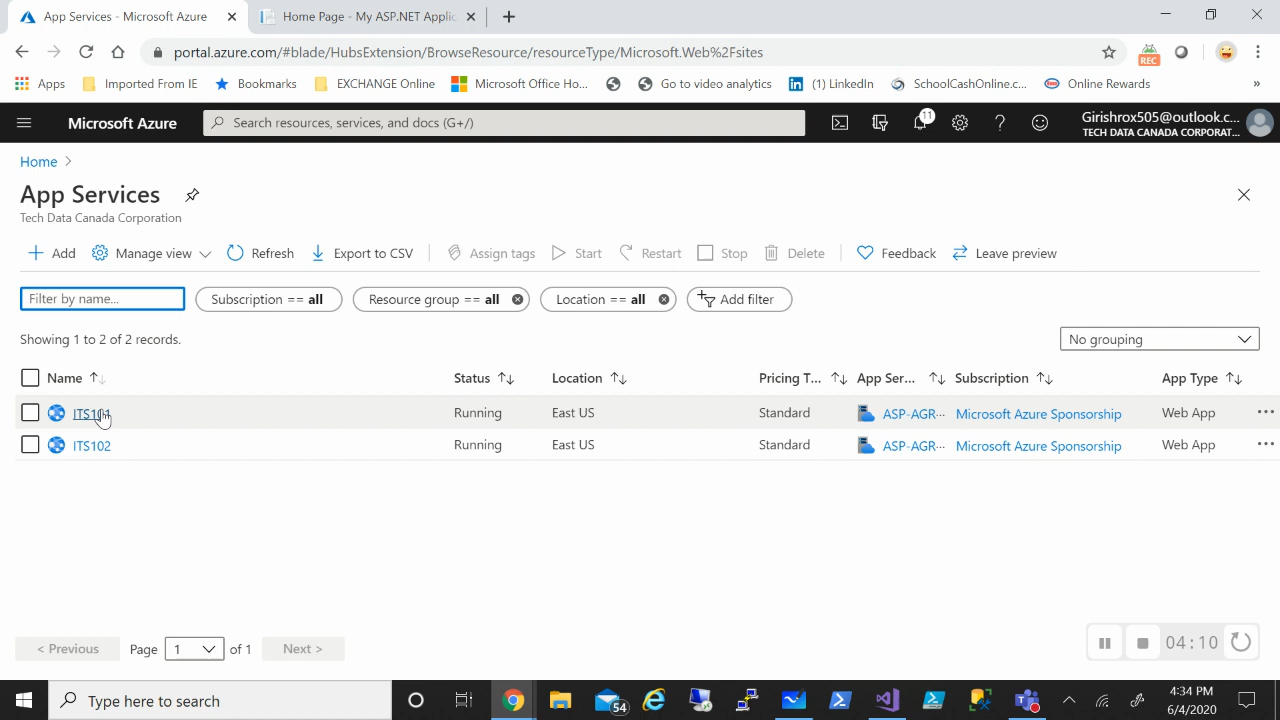 App Services - Microsoft Azure
Home Page - My ASP.NET Applic
portal.azure.com/#blade/HubsExtension/BrowseResource/resourceType/Microsoft.Web%2Fsites
REC
Apps
Imported From IE
Bookmarks
EXCHANGE Online
Microsoft Office Ho...
Go to video analytics
(1) LinkedIn
SchoolCashOnline.c...
Online Rewards
»
Microsoft Azure
Search resources, services, and docs (G+/)
11
Girishrox505@outlook.c...
TECH DATA CANADA CORPORAT...
Home >
App Services
Tech Data Canada Corporation
Add
Manage view
Refresh
Export to CSV
Assign tags
Start
Restart
Stop
Delete
Feedback
Leave preview
Filter by name...
Subscription == all
Resource group == all
Location == all
Add filter
Showing 1 to 2 of 2 records.
No grouping
Name
Status
Location
Pricing T...
App Ser...
Subscription
App Type
ITS101
Running
East US
Standard
ASP-AGR...
Microsoft Azure Sponsorship
Web App
...
ITS102
Running
East US
Standard
ASP-AGR...
Microsoft Azure Sponsorship
Web App
...
< Previous
Page 1 of 1
Next >
04:10
Type here to search
54
4:34 PM
6/4/2020